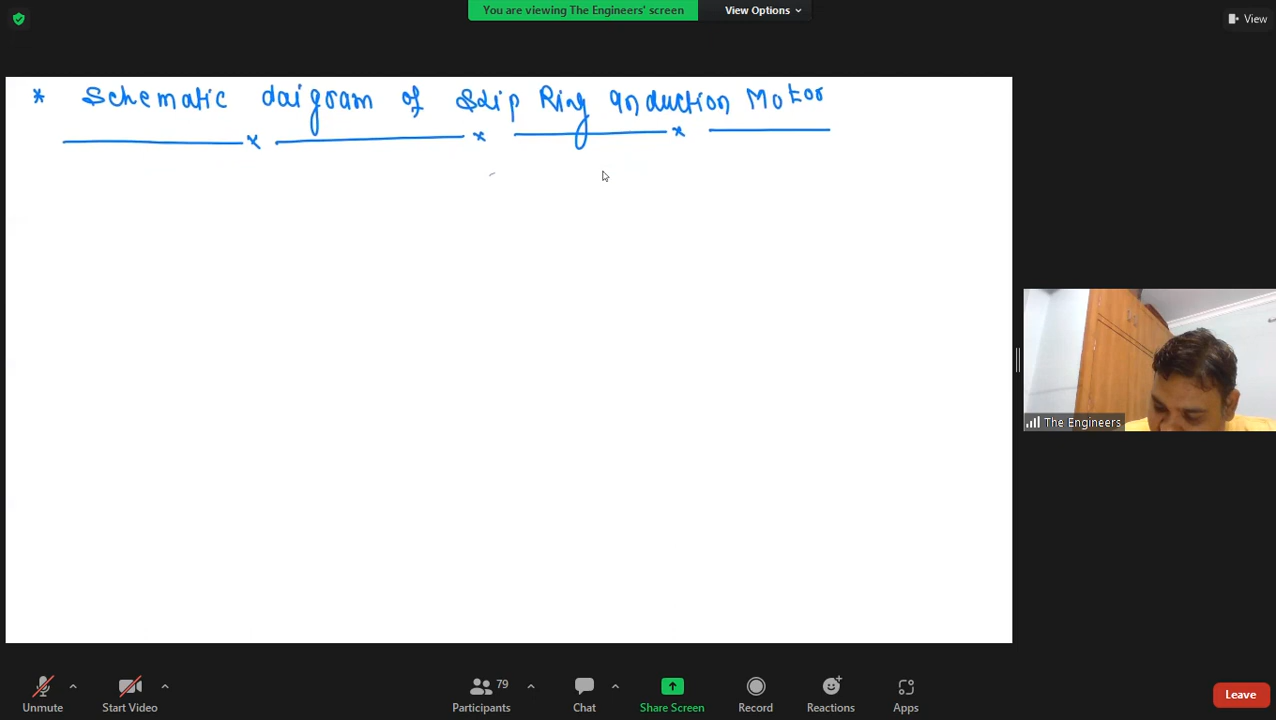 You are viewing The Engineers' screen
View Options
View
* Schematic daigram of Sdip Ring Induction Motor
The Engineers
Unmute
Start Video
79
Participants
Chat
Share Screen
Record
Reactions
Apps
Leave